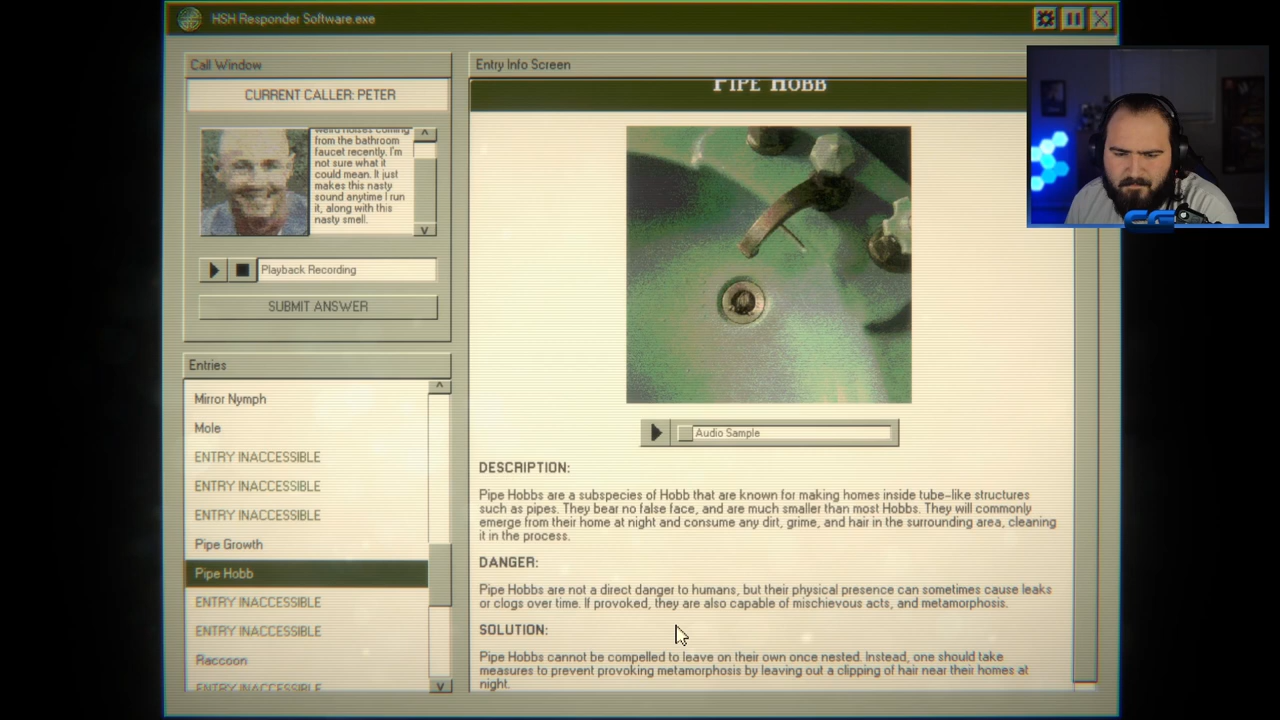 HSH Responder Software.exe
Call Window
CURRENT CALLER: PETER
weird noises coming
from the bathroom
faucet recently. I'm
not sure what it
could mean. It just
makes this nasty
sound anytime I run
it, along with this
nasty smell.
Playback Recording
SUBMIT ANSWER
Entries
Mirror Nymph
Mole
ENTRY INACCESSIBLE
ENTRY INACCESSIBLE
ENTRY INACCESSIBLE
Pipe Growth
Pipe Hobb
ENTRY INACCESSIBLE
ENTRY INACCESSIBLE
Raccoon
ENTRY INACCESSIBLE
Entry Info Screen
PIPE HOBB
Audio Sample
DESCRIPTION:
Pipe Hobbs are a subspecies of Hobb that are known for making homes inside tube-like structures
such as pipes. They bear no false face, and are much smaller than most Hobbs. They will commonly
emerge from their home at night and consume any dirt, grime, and hair in the surrounding area, cleaning
it in the process.
DANGER:
Pipe Hobbs are not a direct danger to humans, but their physical presence can sometimes cause leaks
or clogs over time. If provoked, they are also capable of mischievous acts, and metamorphosis.
SOLUTION:
Pipe Hobbs cannot be compelled to leave on their own once nested. Instead, one should take
measures to prevent provoking metamorphosis by leaving out a clipping of hair near their homes at
night.
CG